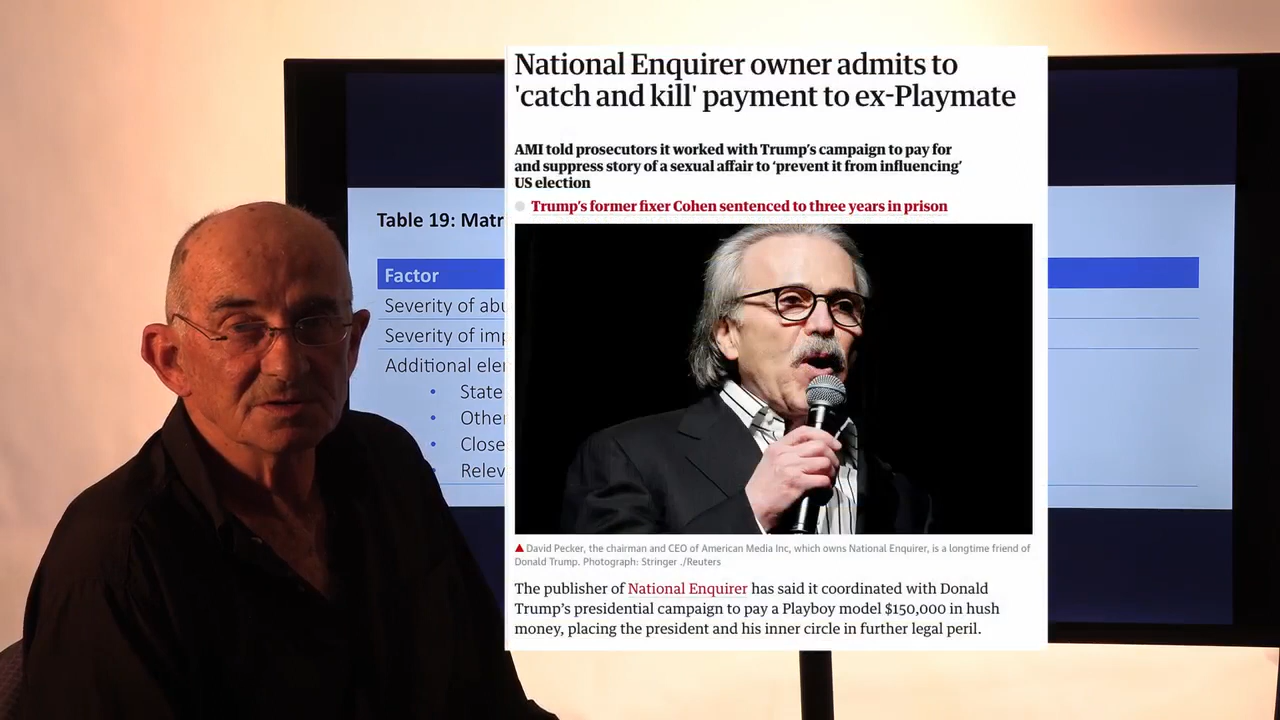 National Enquirer owner admits to
'catch and kill' payment to ex-Playmate
AMI told prosecutors it worked with Trump's campaign to pay for
and suppress story of a sexual affair to 'prevent it from influencing'
US election
Trump's former fixer Cohen sentenced to three years in prison
David Pecker, the chairman and CEO of American Media Inc, which owns National Enquirer, is a longtime friend of
Donald Trump. Photograph: Stringer ./Reuters
The publisher of National Enquirer has said it coordinated with Donald
Trump's presidential campaign to pay a Playboy model $150,000 in hush
money, placing the president and his inner circle in further legal peril.
Table 19: Matr
Factor
Severity of abu
Severity of imp
Additional eler
• State
• Other
• Close
• Relev